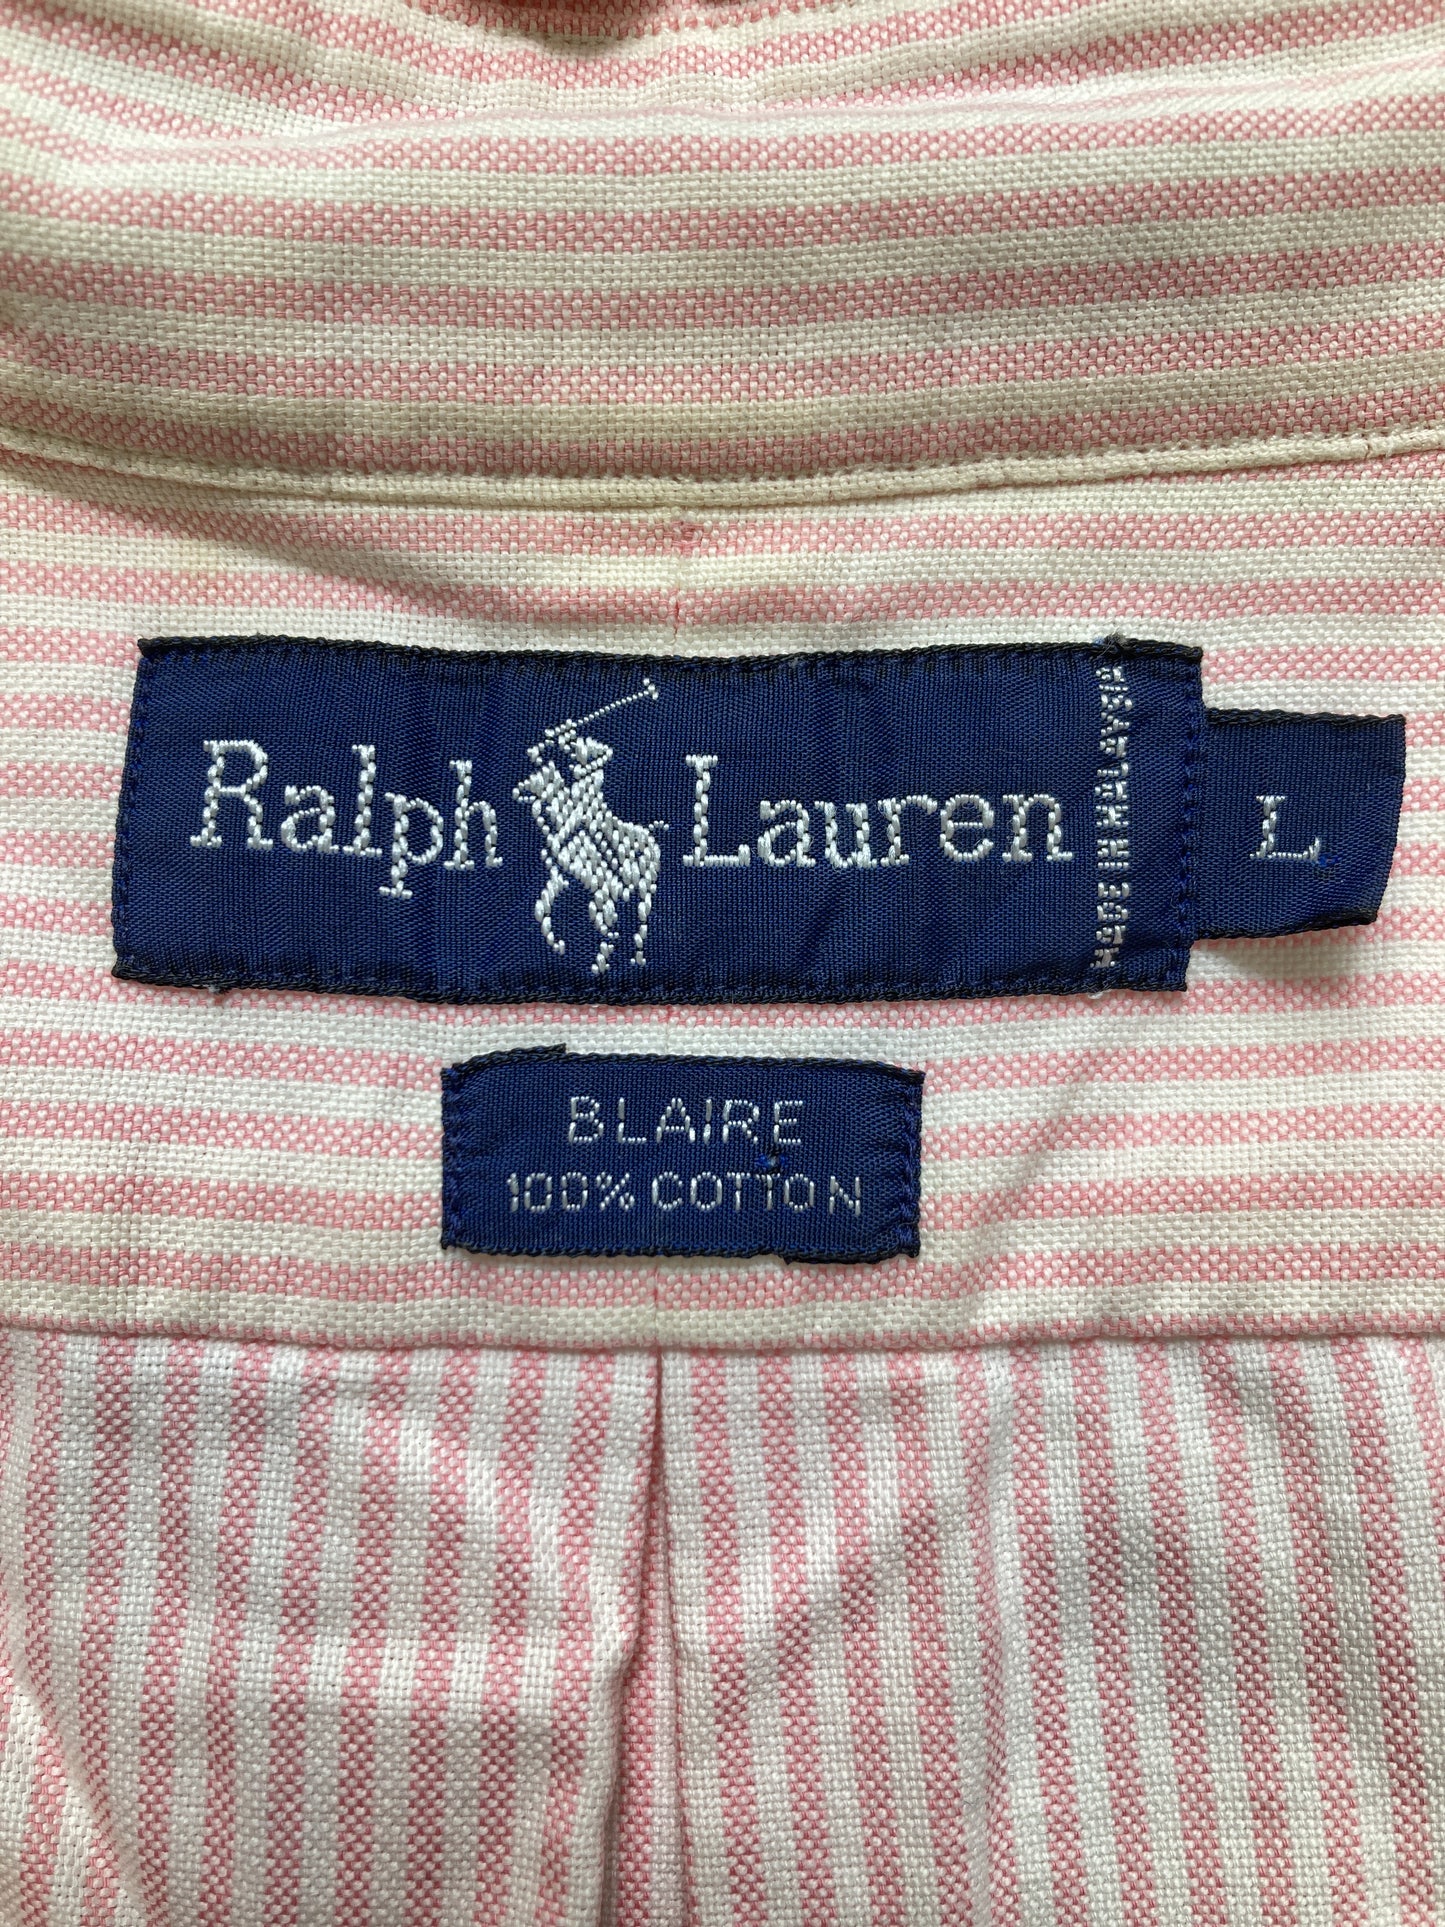 Ralph Lauren
L
BLAIRE
100% COTTON